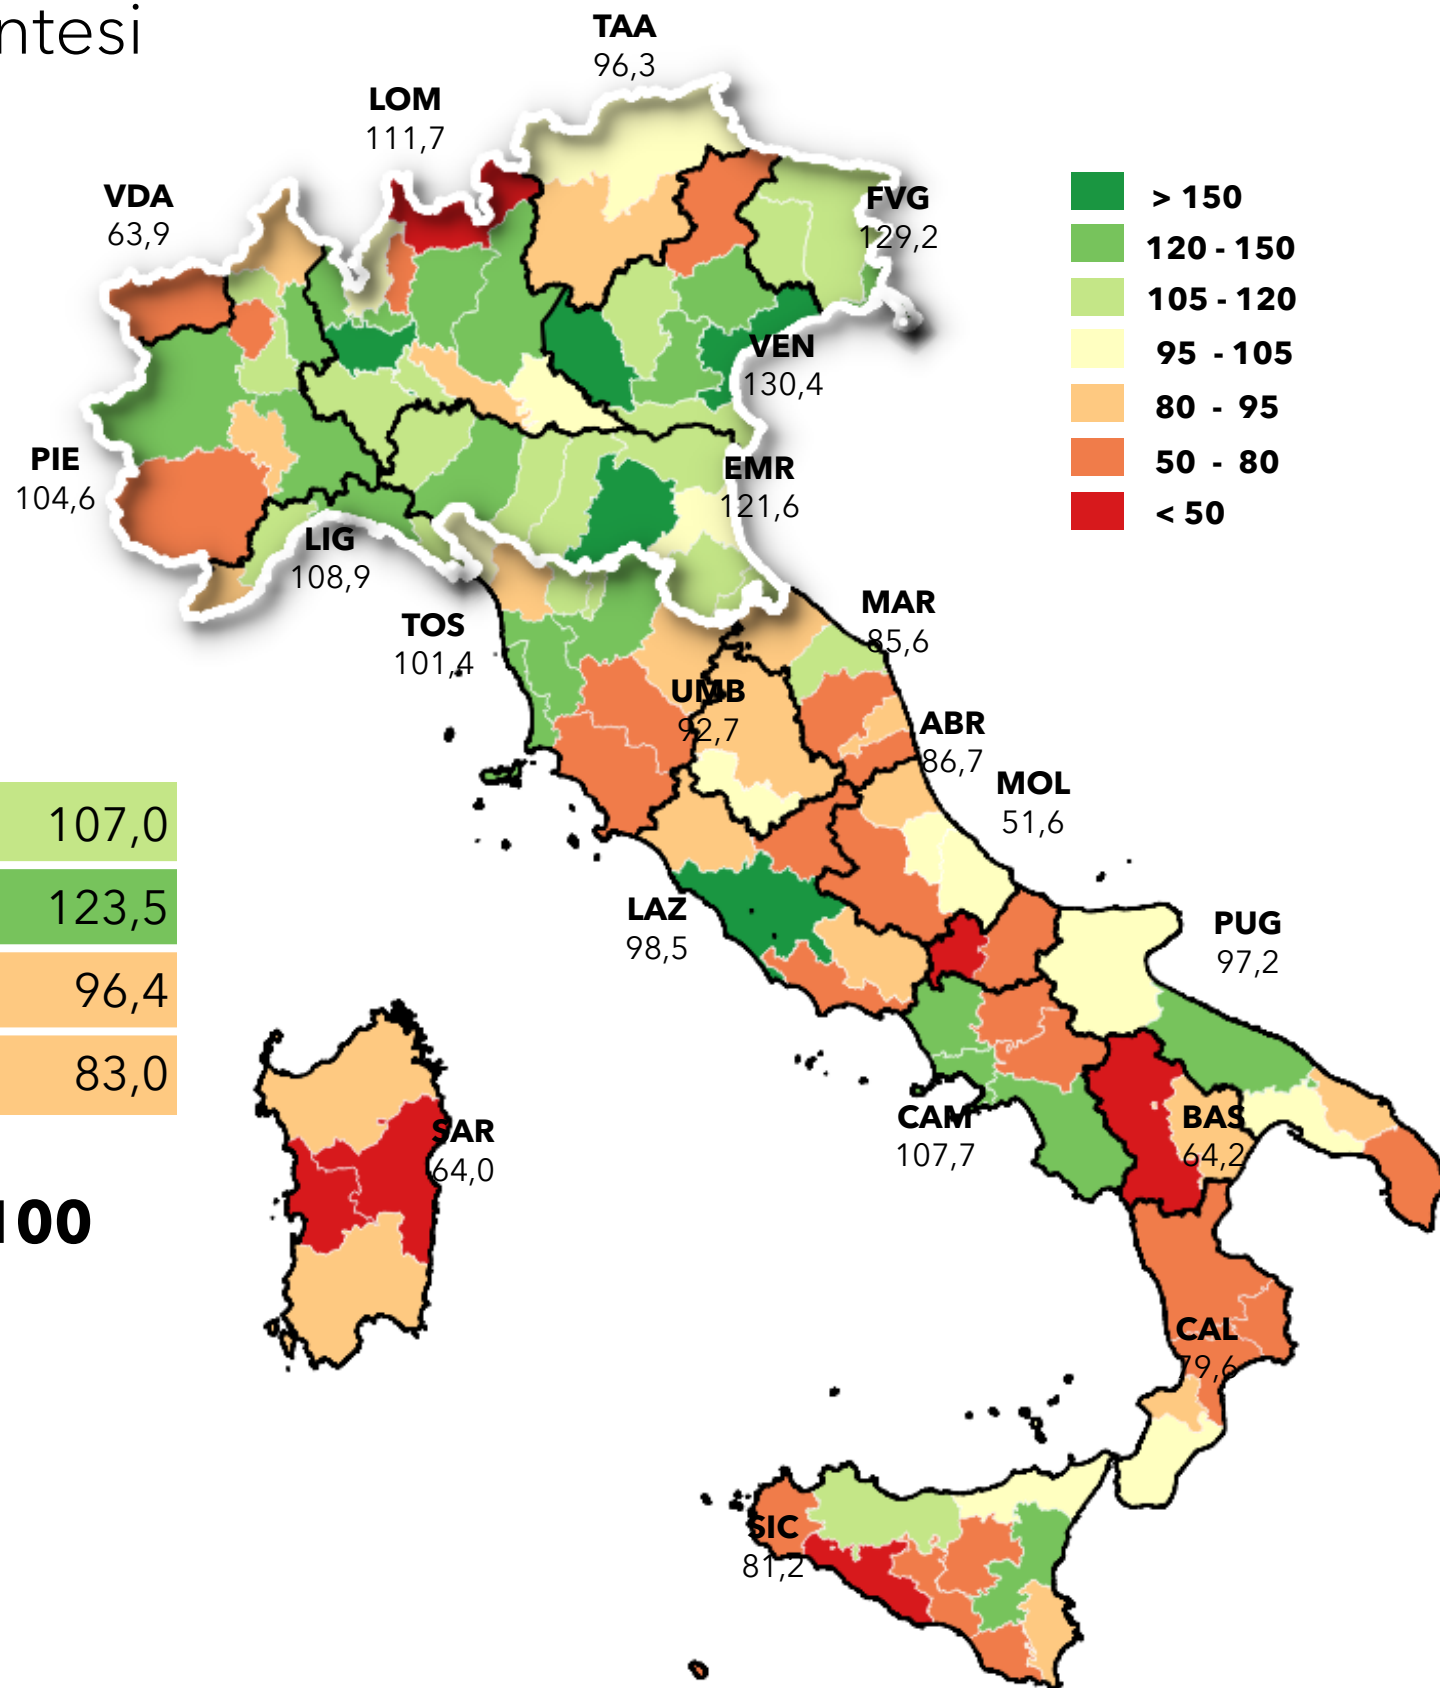 ntesi
TAA
96,3
LOM
111,7
VDA
63,9
FVG
129,2
> 150
120 - 150
105 - 120
95 - 105
80 - 95
50 - 80
< 50
VEN
130,4
PIE
104,6
EMR
121,6
LIG
108,9
TOS
101,4
MAR
85,6
UMB
92,7
ABR
86,7
MOL
51,6
107,0
123,5
96,4
83,0
100
LAZ
98,5
PUG
97,2
SAR
64,0
CAM
107,7
BAS
64,2
CAL
79,6
SIC
81,2